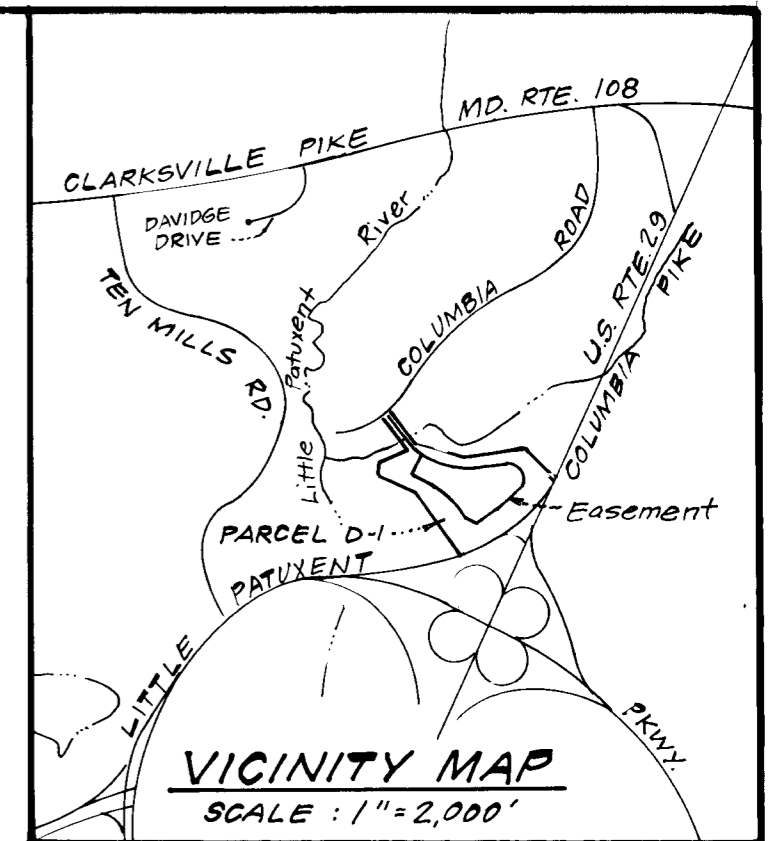 MD. RTE. 108
CLARKSVILLE PIKE
DAVIDGE
DRIVE
River
ROAD
U.S. RTE. 29
PIKE
TEN MILLS RD.
Patuxent
COLUMBIA
COLUMBIA
Little
Easement
PARCEL D-1
PATUXENT
LITTLE
PKWY.
VICINITY MAP
SCALE : 1"=2,000'